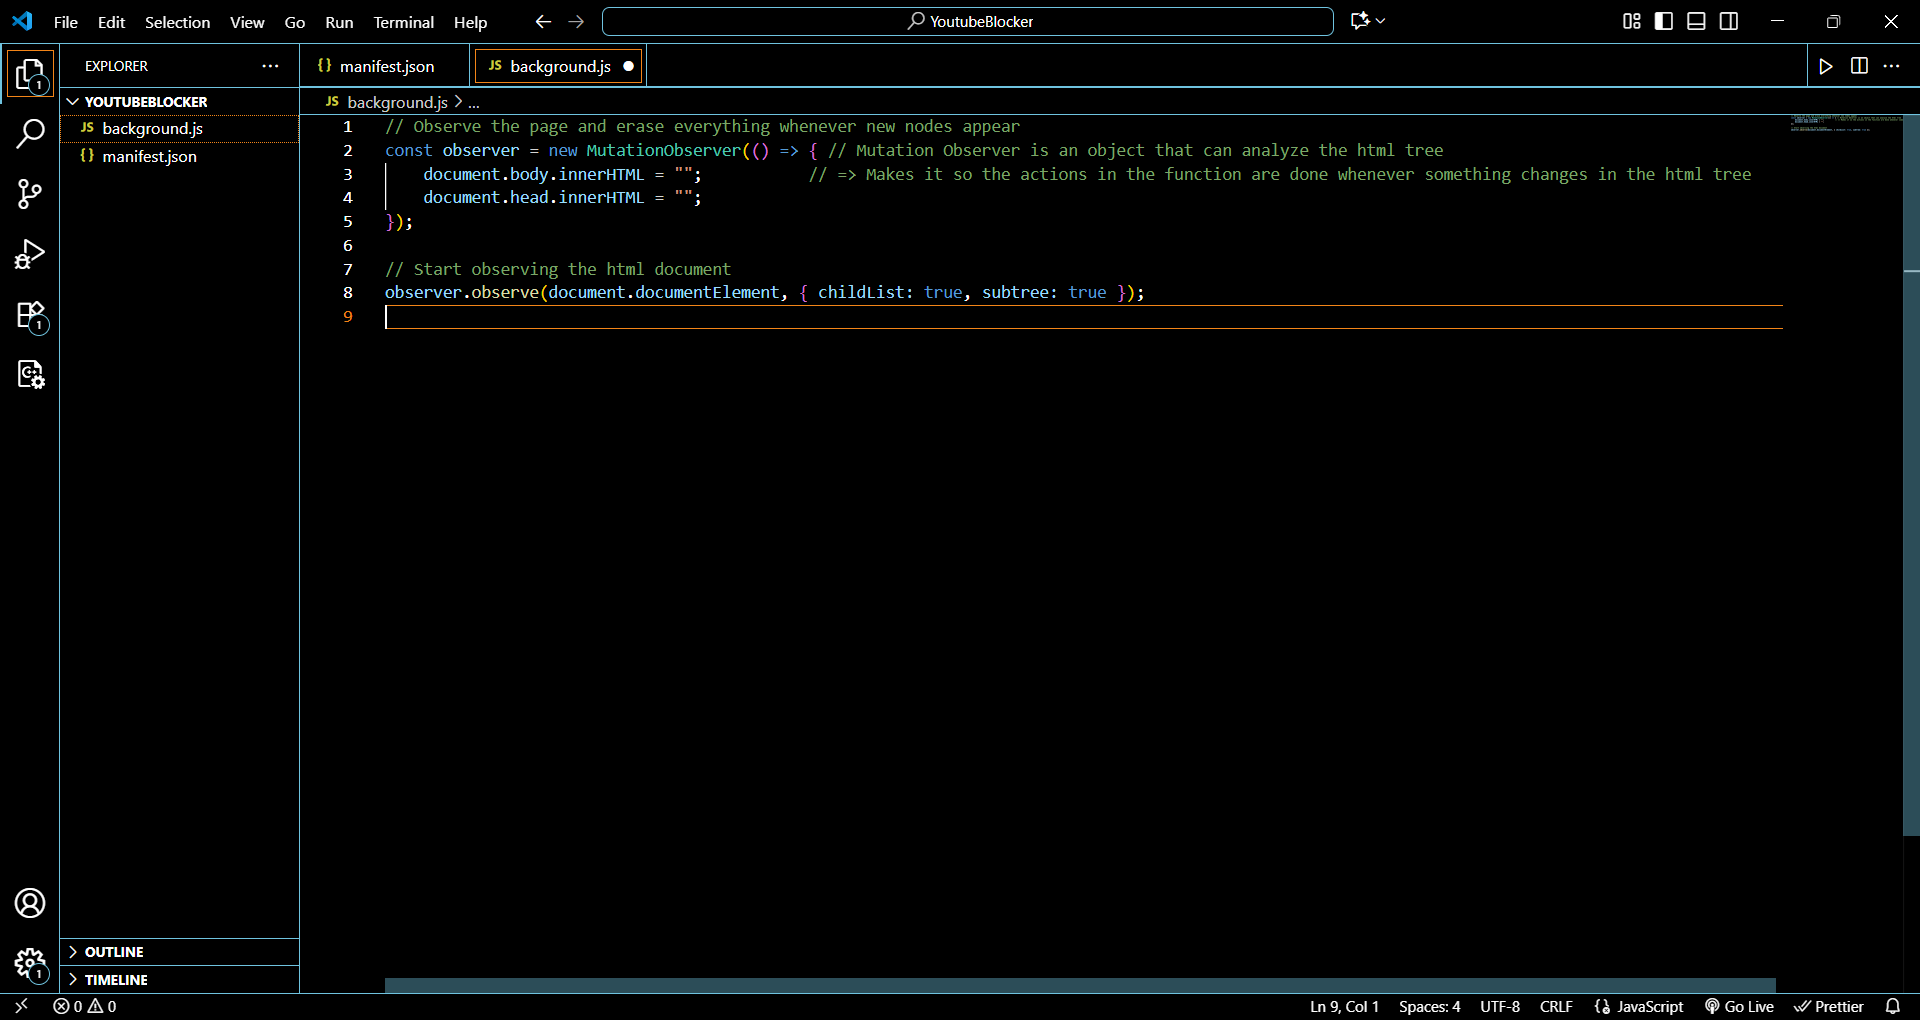 File Edit Selection View Go Run Terminal Help
YoutubeBlocker
EXPLORER
manifest.json
JS background.js
YOUTUBEBLOCKER
JS background.js
{} manifest.json
JS background.js > ...
1 // Observe the page and erase everything whenever new nodes appear
2 const observer = new MutationObserver(() => { // Mutation Observer is an object that can analyze the html tree
3     document.body.innerHTML = "";           // => Makes it so the actions in the function are done whenever something changes in the html tree
4     document.head.innerHTML = "";
5 });
6
7 // Start observing the html document
8 observer.observe(document.documentElement, { childList: true, subtree: true });
9
1
1
1
OUTLINE
TIMELINE
0 0
Ln 9, Col 1 Spaces: 4 UTF-8 CRLF {} JavaScript Go Live Prettier